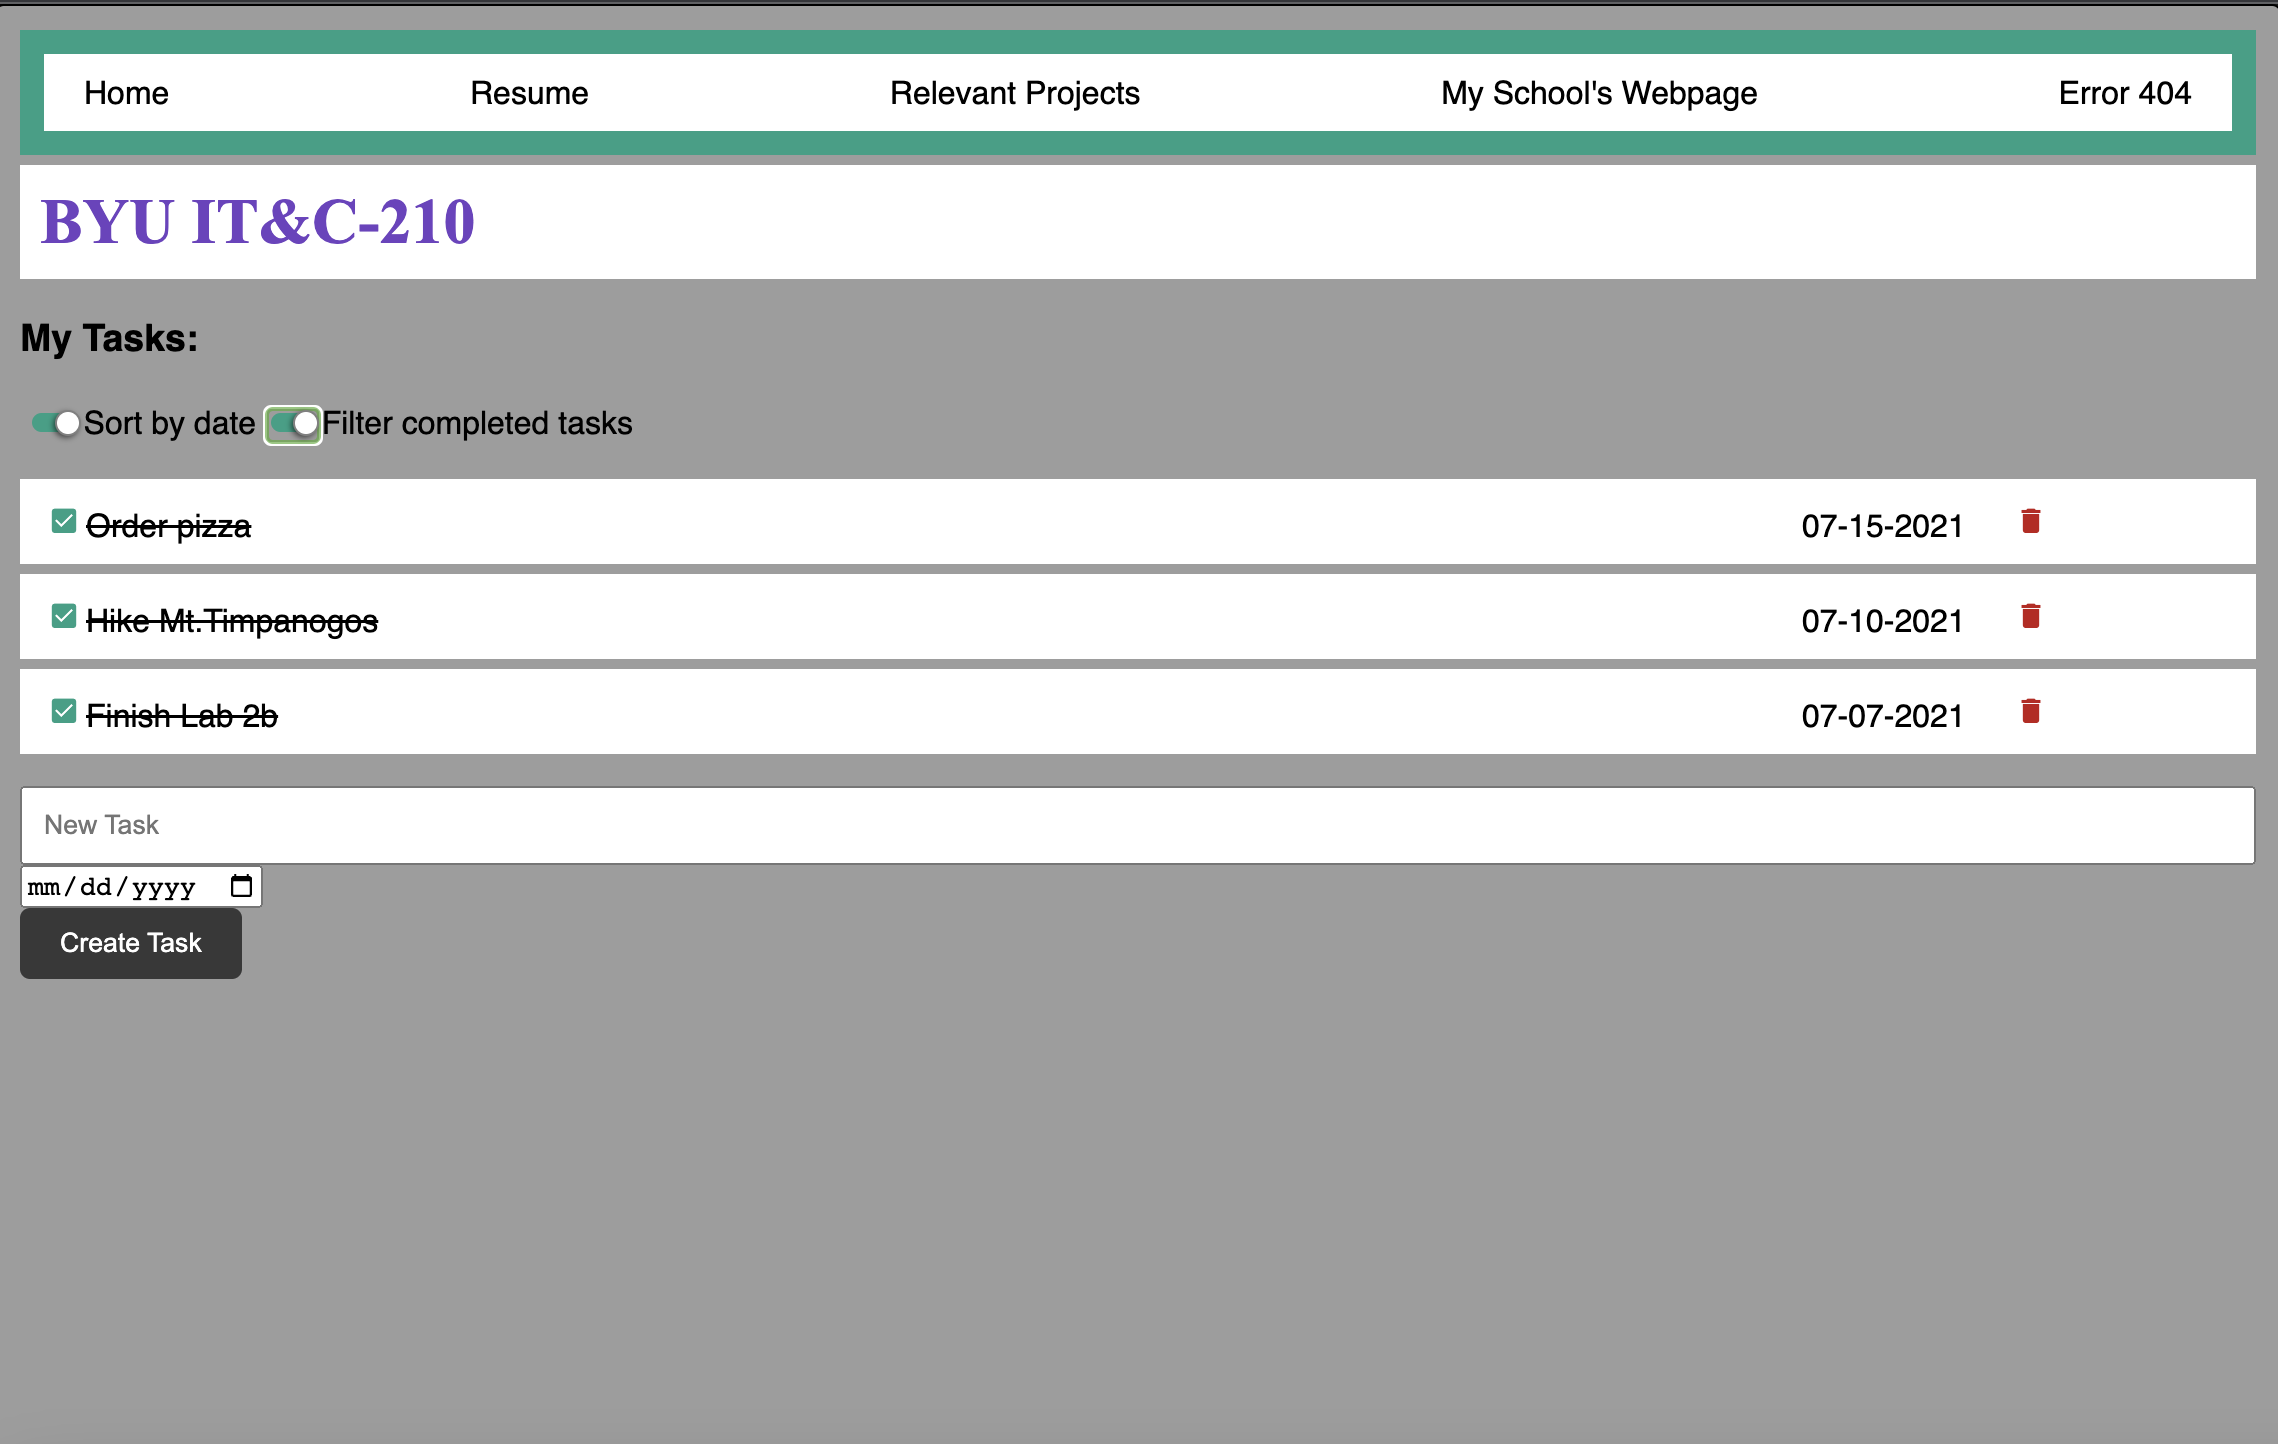 Home Resume Relevant Projects My School's Webpage Error 404
BYU IT&C-210
My Tasks:
Sort by date Filter completed tasks
Order pizza 07-15-2021
Hike Mt.Timpanogos 07-10-2021
Finish Lab 2b 07-07-2021
New Task
mm/dd/yyyy
Create Task